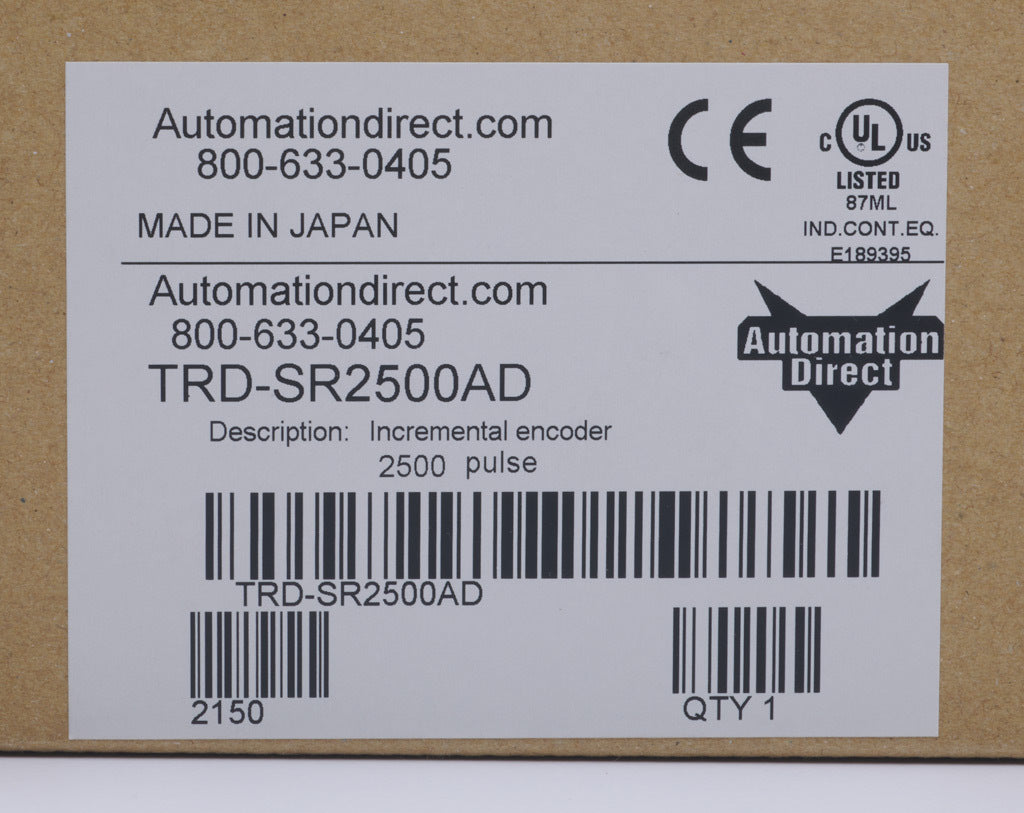 Automationdirect.com
800-633-0405
MADE IN JAPAN
CE
C UL US
LISTED
87ML
IND.CONT.EQ.
E189395
Automationdirect.com
800-633-0405
TRD-SR2500AD
Description: Incremental encoder
2500 pulse
Automation
Direct
TRD-SR2500AD
2150
QTY 1